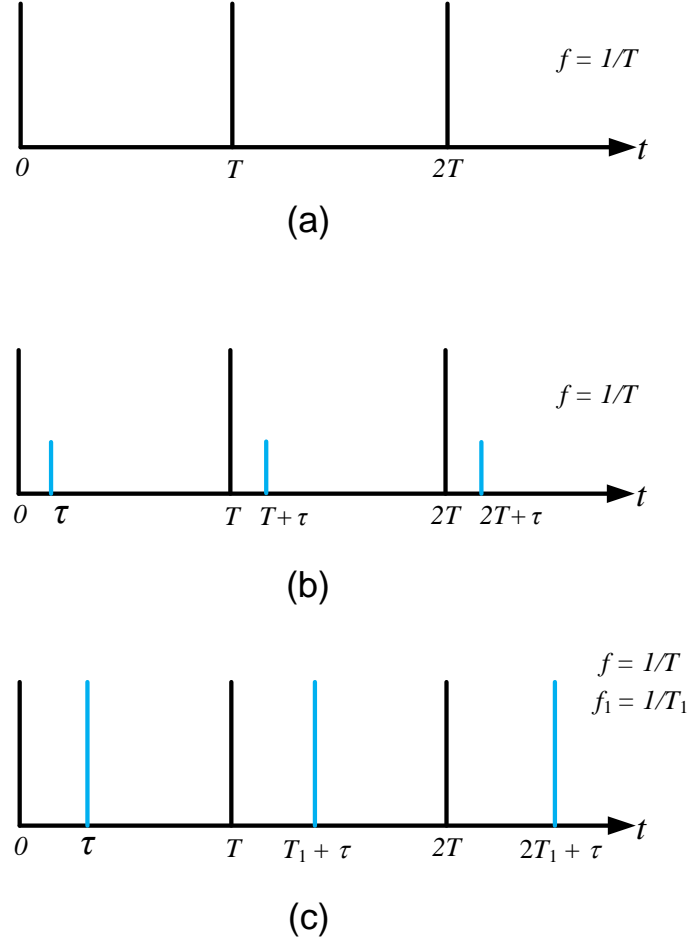 f = 1/T
t
0 T 2T
(a)
f = 1/T
t
0 τ T T + τ 2T 2T + τ
(b)
f = 1/T
f₁ = 1/T₁
t
0 τ T T₁ + τ 2T 2T₁ + τ
(c)